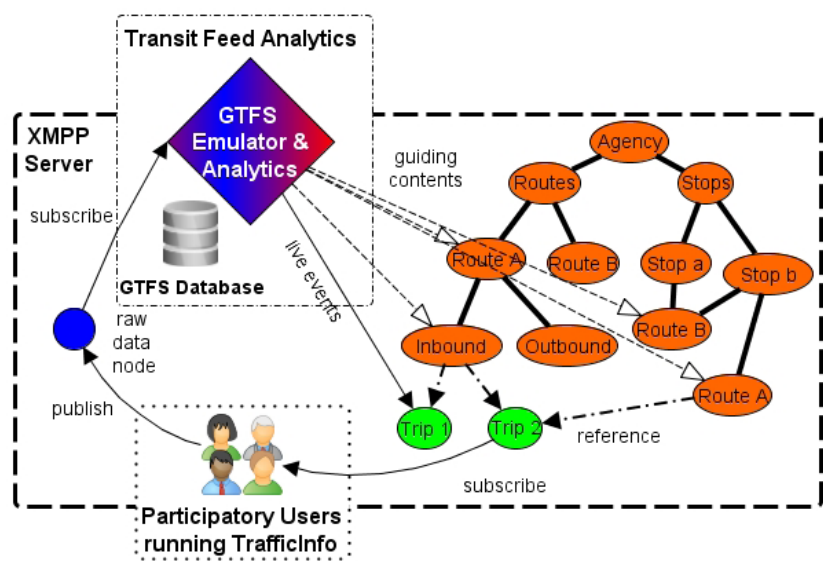 Transit Feed Analytics
GTFS
Emulator &
Analytics
XMPP
Server
guiding
contents
Agency
Routes
Stops
subscribe
live events
Route A
Route B
Stop a
Stop b
GTFS Database
raw
data
node
Route B
Inbound
Outbound
Route A
publish
Trip 1
Trip 2
reference
subscribe
Participatory Users
running TrafficInfo